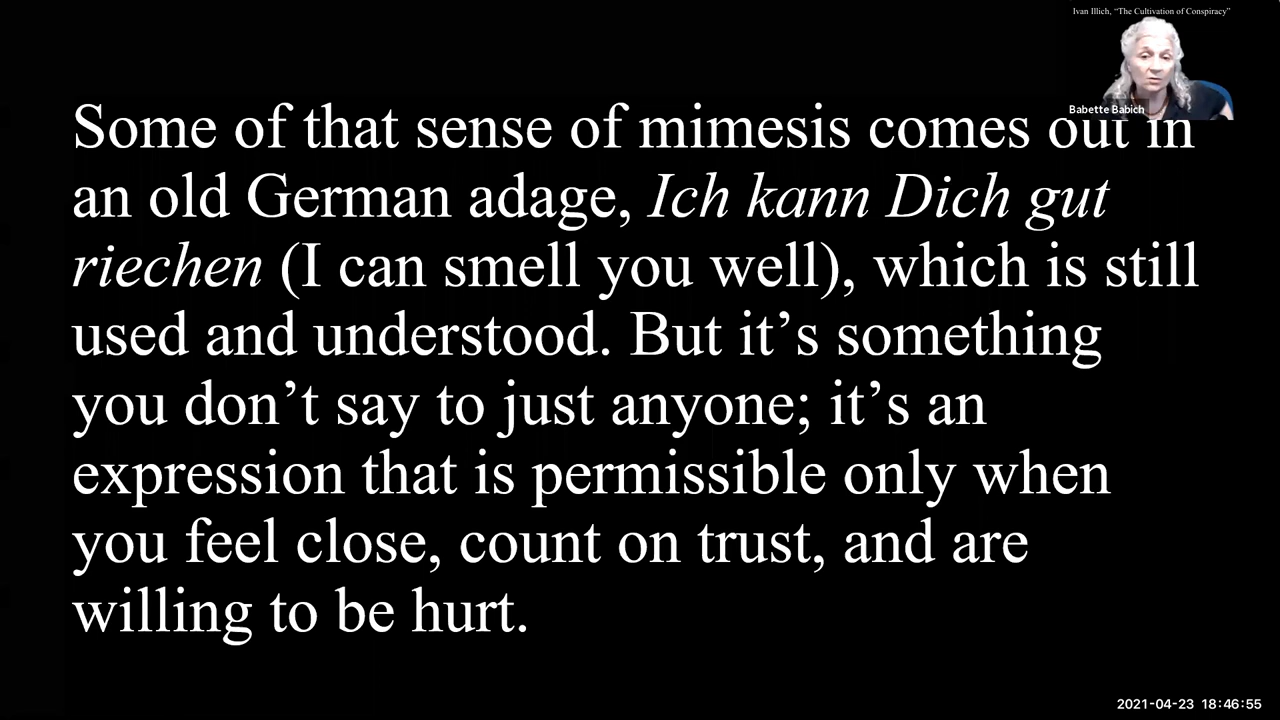 Ivan Illich, “The Cultivation of Conspiracy”
Babette Babich
Some of that sense of mimesis comes out in
an old German adage, Ich kann Dich gut
riechen (I can smell you well), which is still
used and understood. But it’s something
you don’t say to just anyone; it’s an
expression that is permissible only when
you feel close, count on trust, and are
willing to be hurt.
2021-04-23 18:46:55